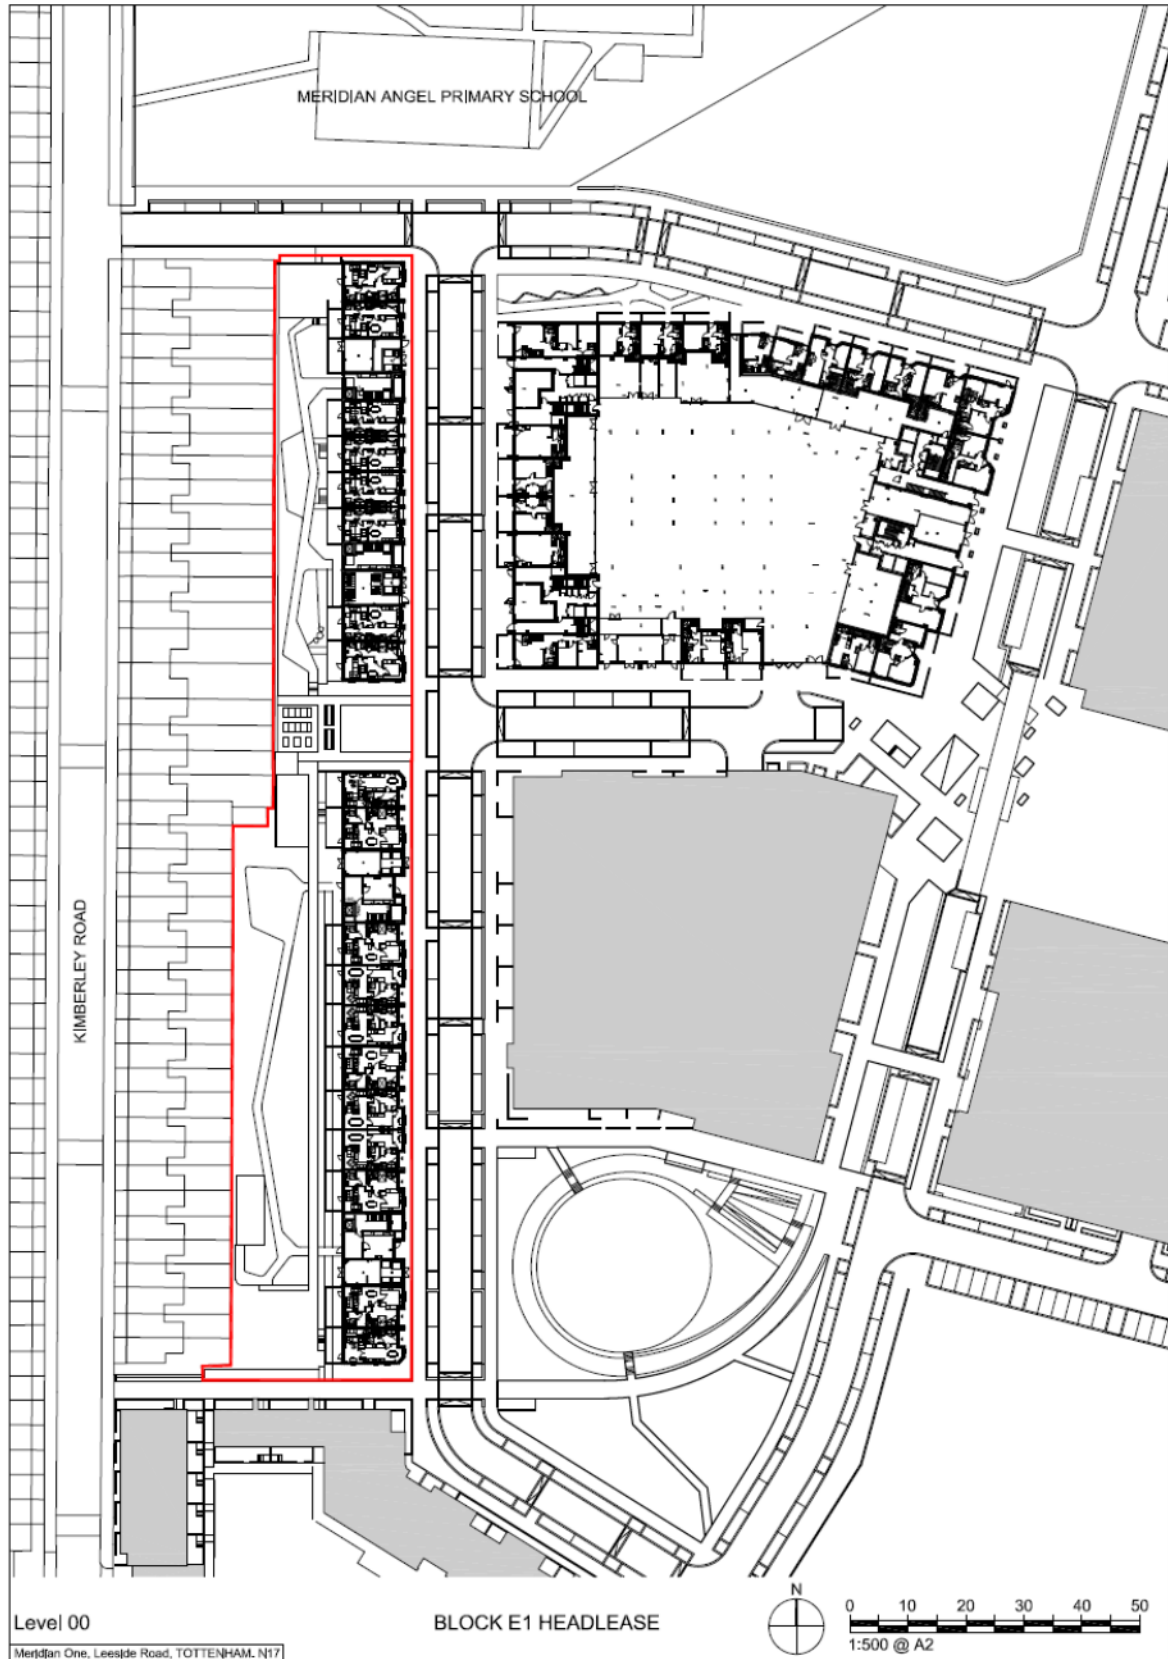 MERIDIAN ANGEL PRIMARY SCHOOL
KIMBERLEY ROAD
Level 00
BLOCK E1 HEADLEASE
N
0 10 20 30 40 50
1:500 @ A2
Meridian One, Leeside Road, TOTTENHAM. N17